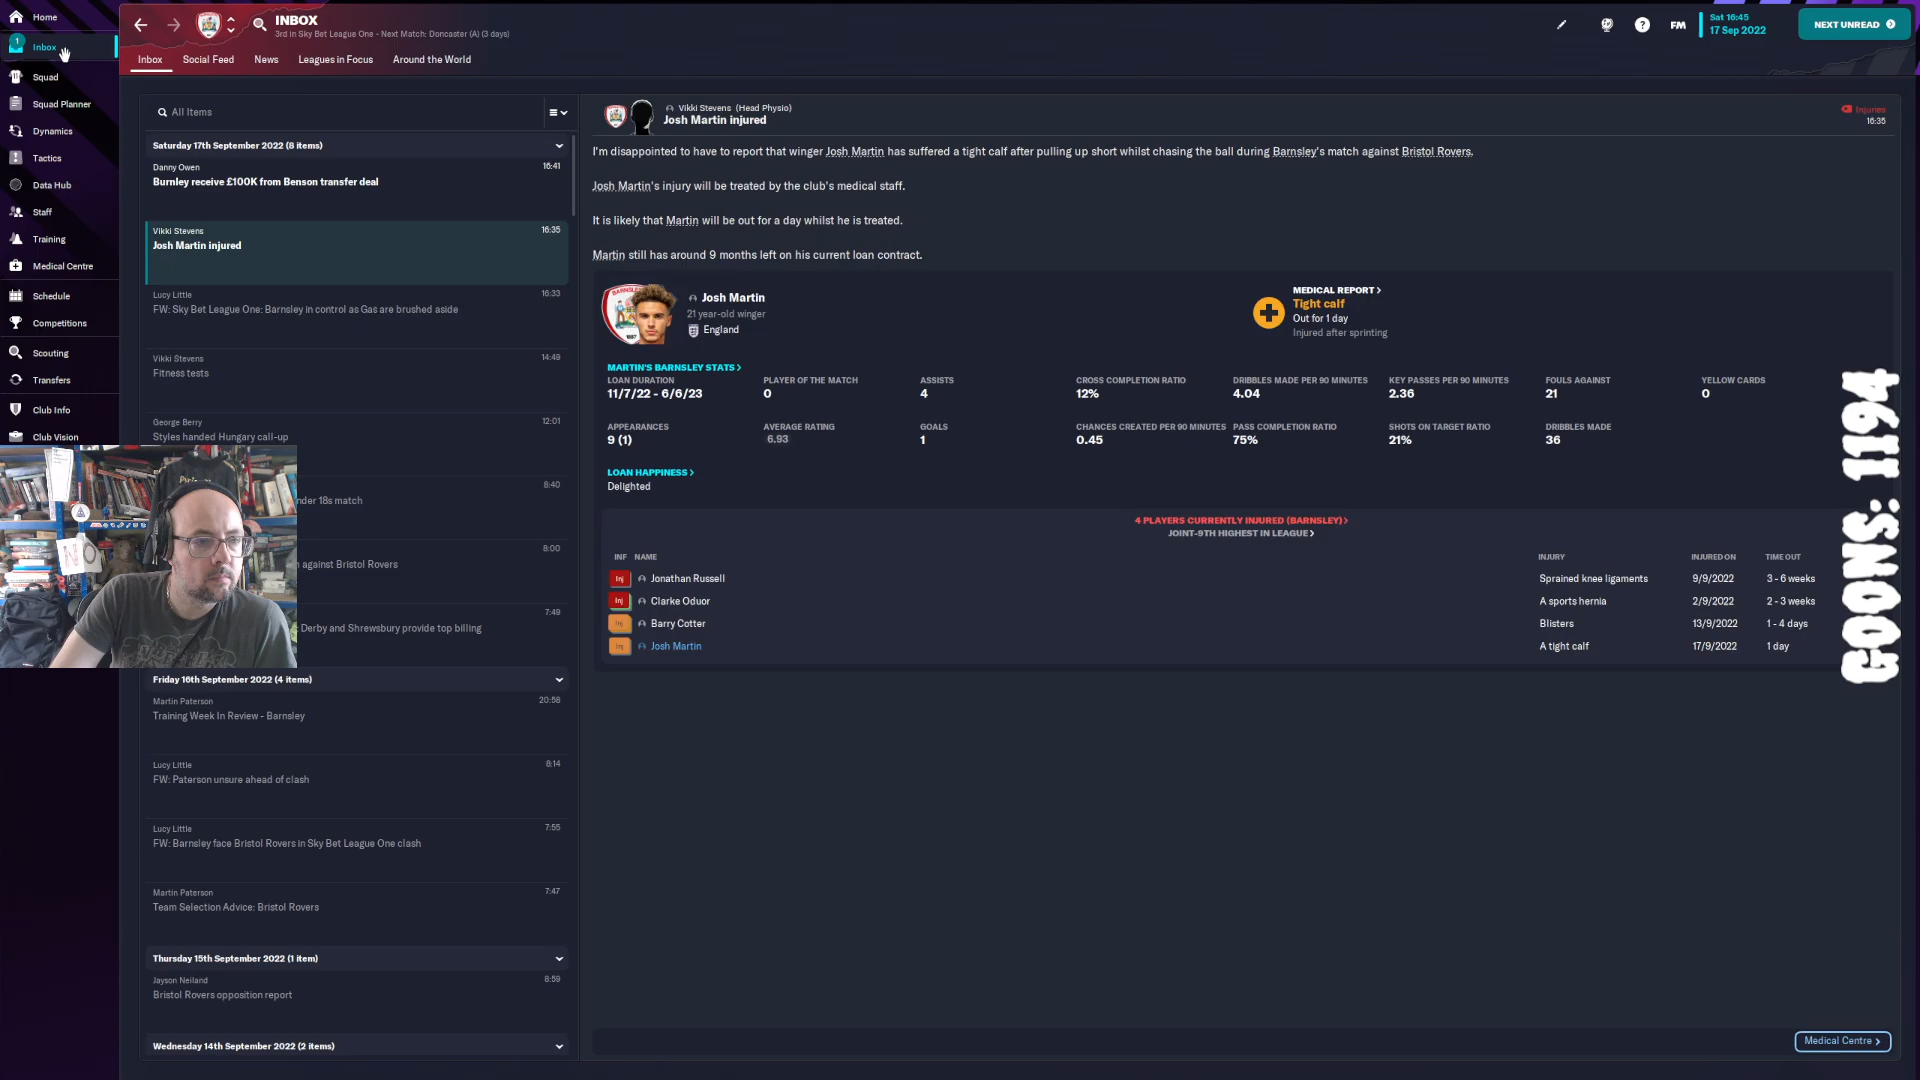 Home
1
Inbox
Squad
Squad Planner
Dynamics
Tactics
Data Hub
Staff
Training
Medical Centre
Schedule
Competitions
Scouting
Transfers
Club Info
Club Vision
INBOX
3rd in Sky Bet League One - Next Match: Doncaster (A) (3 days)
FM
Sat 16:45
17 Sep 2022
NEXT UNREAD
Inbox
Social Feed
News
Leagues in Focus
Around the World
All Items
Saturday 17th September 2022 (8 items)
Danny Owen 16:41
Burnley receive £100K from Benson transfer deal
Vikki Stevens 16:35
Josh Martin injured
Lucy Little 16:33
FW: Sky Bet League One: Barnsley in control as Gas are brushed aside
Vikki Stevens 14:49
Fitness tests
George Berry 12:01
Styles handed Hungary call-up
8:40
nder 18s match
8:00
against Bristol Rovers
7:49
Derby and Shrewsbury provide top billing
Friday 16th September 2022 (4 items)
Martin Paterson 20:58
Training Week In Review - Barnsley
Lucy Little 8:14
FW: Paterson unsure ahead of clash
Lucy Little 7:55
FW: Barnsley face Bristol Rovers in Sky Bet League One clash
Martin Paterson 7:47
Team Selection Advice: Bristol Rovers
Thursday 15th September 2022 (1 item)
Jayson Neiland 8:59
Bristol Rovers opposition report
Wednesday 14th September 2022 (2 items)
Vikki Stevens (Head Physio)
Josh Martin injured
Injuries
16:35
I'm disappointed to have to report that winger Josh Martin has suffered a tight calf after pulling up short whilst chasing the ball during Barnsley's match against Bristol Rovers.
Josh Martin's injury will be treated by the club's medical staff.
It is likely that Martin will be out for a day whilst he is treated.
Martin still has around 9 months left on his current loan contract.
Josh Martin
21 year-old winger
England
MEDICAL REPORT
Tight calf
Out for 1 day
Injured after sprinting
MARTIN'S BARNSLEY STATS
LOAN DURATION PLAYER OF THE MATCH ASSISTS CROSS COMPLETION RATIO DRIBBLES MADE PER 90 MINUTES KEY PASSES PER 90 MINUTES FOULS AGAINST YELLOW CARDS
11/7/22 - 6/6/23 0 4 12% 4.04 2.36 21 0
APPEARANCES AVERAGE RATING GOALS CHANCES CREATED PER 90 MINUTES PASS COMPLETION RATIO SHOTS ON TARGET RATIO DRIBBLES MADE
9 (1) 6.93 1 0.45 75% 21% 36
LOAN HAPPINESS
Delighted
4 PLAYERS CURRENTLY INJURED (BARNSLEY)
JOINT-9TH HIGHEST IN LEAGUE
INF NAME INJURY INJURED ON TIME OUT
Inj Jonathan Russell Sprained knee ligaments 9/9/2022 3 - 6 weeks
Inj Clarke Oduor A sports hernia 2/9/2022 2 - 3 weeks
Inj Barry Cotter Blisters 13/9/2022 1 - 4 days
Inj Josh Martin A tight calf 17/9/2022 1 day
Medical Centre
GOONS: 1194
NO